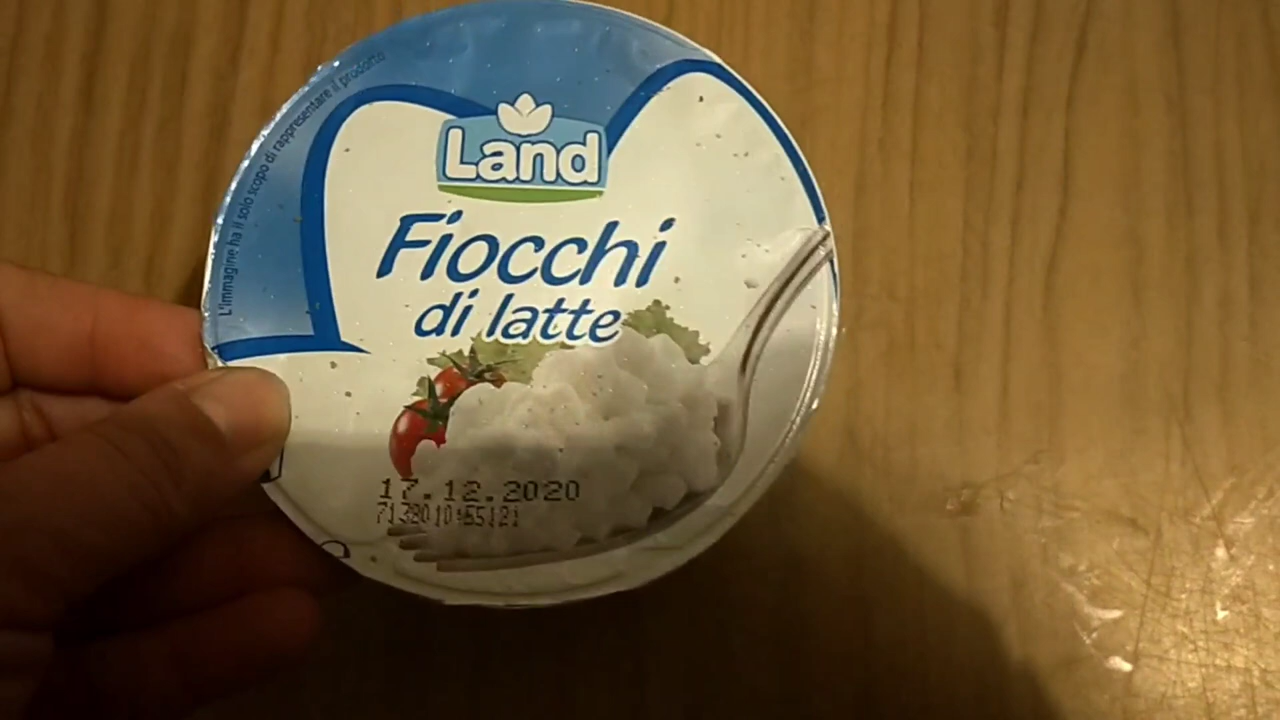 L'immagine ha il solo scopo di rappresentare il prodotto
Land
Fiocchi
di latte
17.12.2020